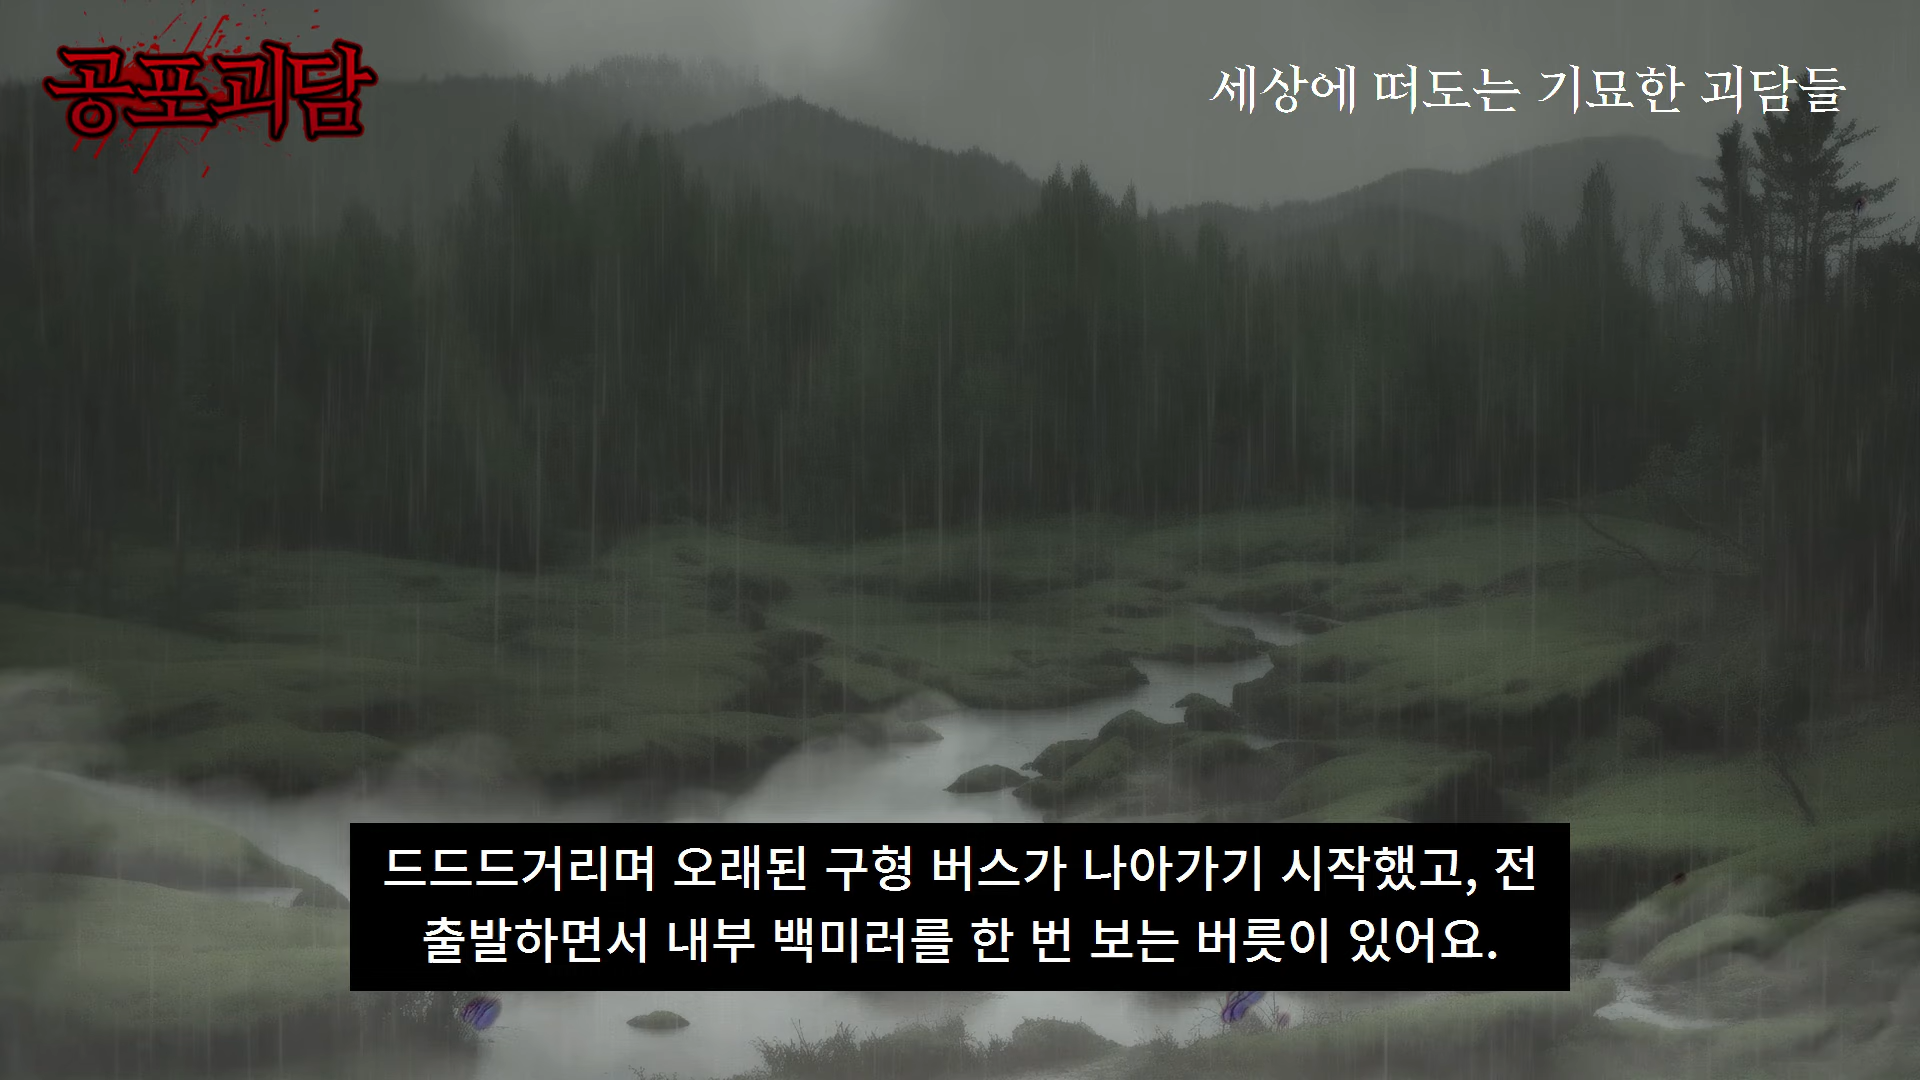 공포괴담
세상에 떠도는 기묘한 괴담들
드드드거리며 오래된 구형 버스가 나아가기 시작했고, 전
출발하면서 내부 백미러를 한 번 보는 버릇이 있어요.